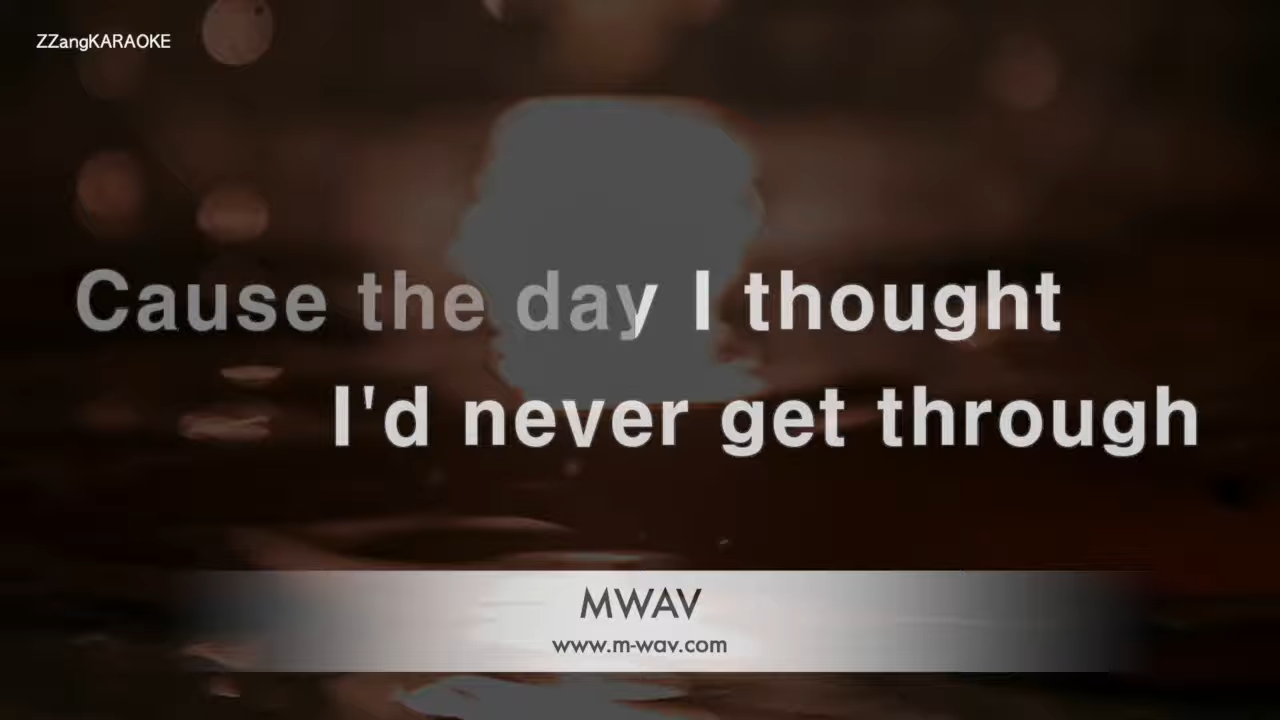 ZZangKARAOKE
Cause the day I thought
I'd never get through
MWAV
www.m-wav.com